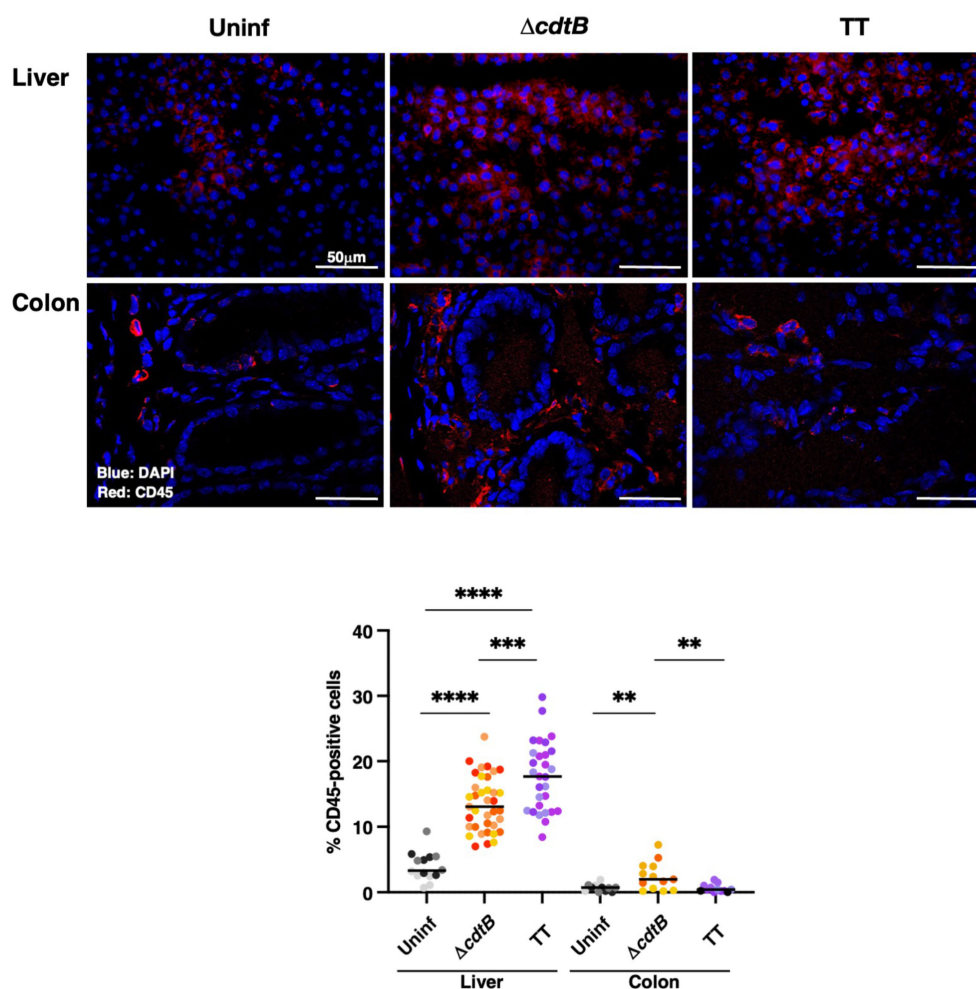 Uninf ΔcdtB TT
Liver
50μm
Colon
Blue: DAPI
Red: CD45
****
*** **
**** **
% CD45-positive cells
40
30
20
10
0
Uninf ΔcdtB TT Uninf ΔcdtB TT
Liver Colon